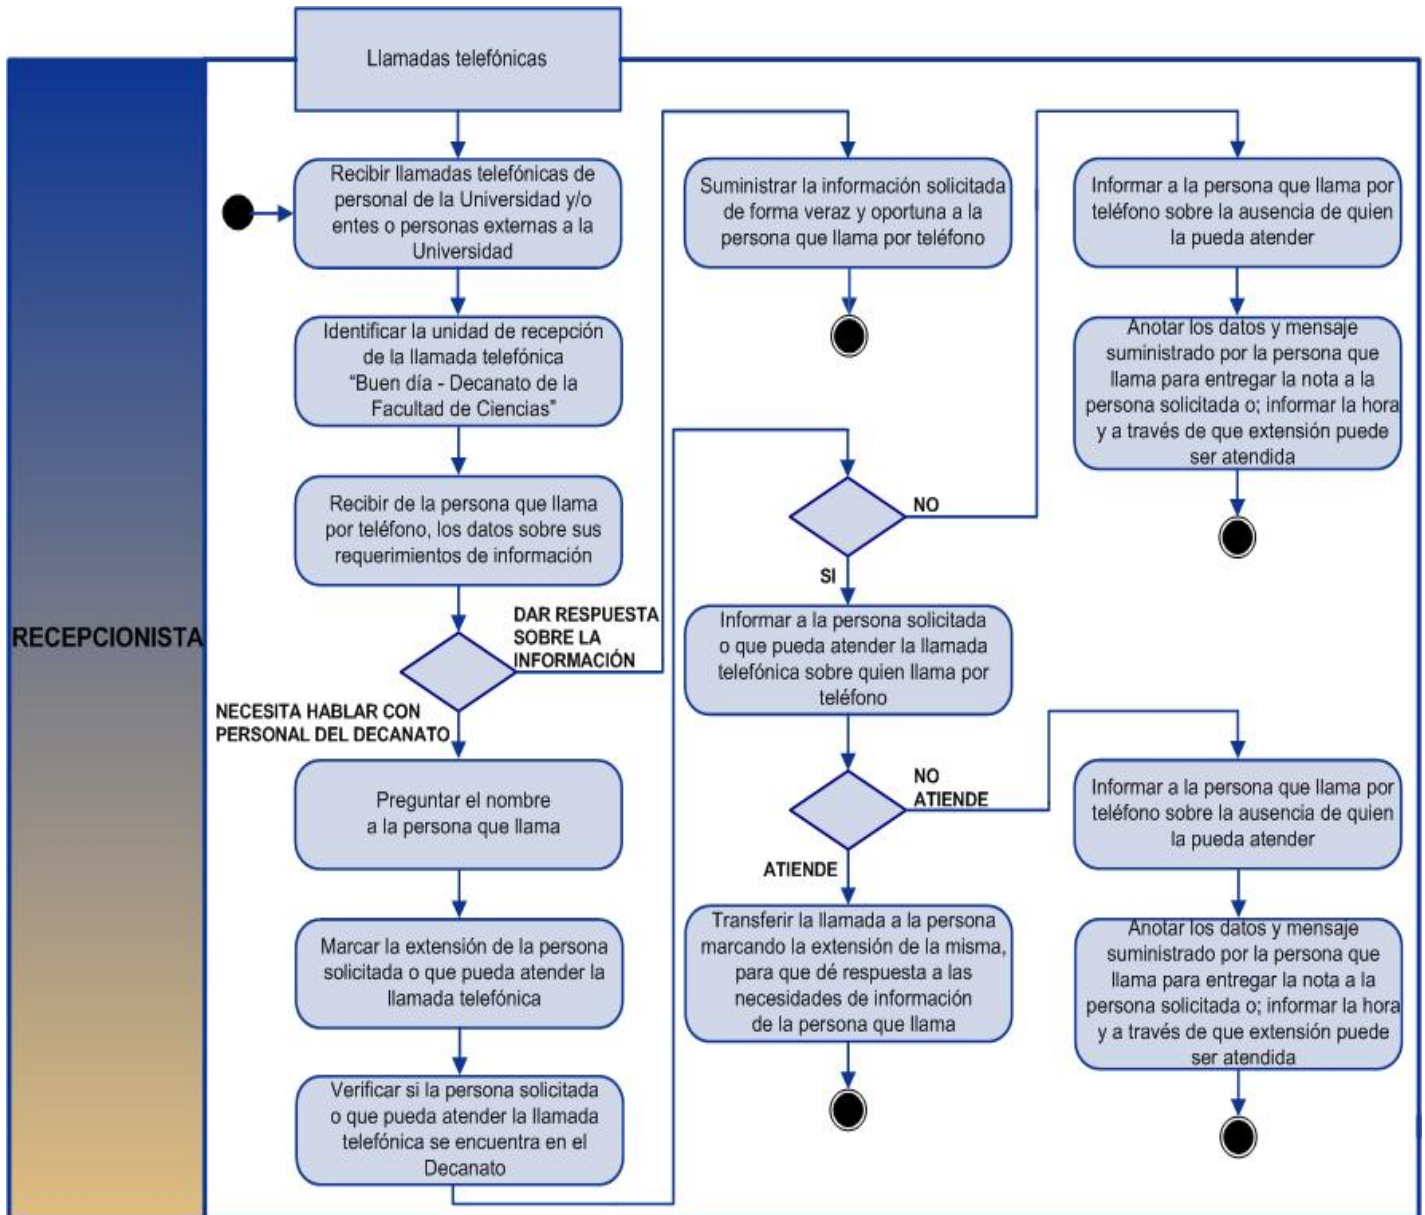 Llamadas telefónicas
Recibir llamadas telefónicas de
personal de la Universidad y/o
entes o personas externas a la
Universidad
Identificar la unidad de recepción
de la llamada telefónica
“Buen día - Decanato de la
Facultad de Ciencias”
Recibir de la persona que llama
por teléfono, los datos sobre sus
requerimientos de información
RECEPCIONISTA
DAR RESPUESTA
SOBRE LA
INFORMACIÓN
NECESITA HABLAR CON
PERSONAL DEL DECANATO
Preguntar el nombre
a la persona que llama
Marcar la extensión de la persona
solicitada o que pueda atender la
llamada telefónica
Verificar si la persona solicitada
o que pueda atender la llamada
telefónica se encuentra en el
Decanato
Suministrar la información solicitada
de forma veraz y oportuna a la
persona que llama por teléfono
NO
SI
Informar a la persona solicitada
o que pueda atender la llamada
telefónica sobre quien llama por
teléfono
NO
ATIENDE
ATIENDE
Transferir la llamada a la persona
marcando la extensión de la misma,
para que dé respuesta a las
necesidades de información
de la persona que llama
Informar a la persona que llama por
teléfono sobre la ausencia de quien
la pueda atender
Anotar los datos y mensaje
suministrado por la persona que
llama para entregar la nota a la
persona solicitada o; informar la hora
y a través de que extensión puede
ser atendida
Informar a la persona que llama por
teléfono sobre la ausencia de quien
la pueda atender
Anotar los datos y mensaje
suministrado por la persona que
llama para entregar la nota a la
persona solicitada o; informar la hora
y a través de que extensión puede
ser atendida